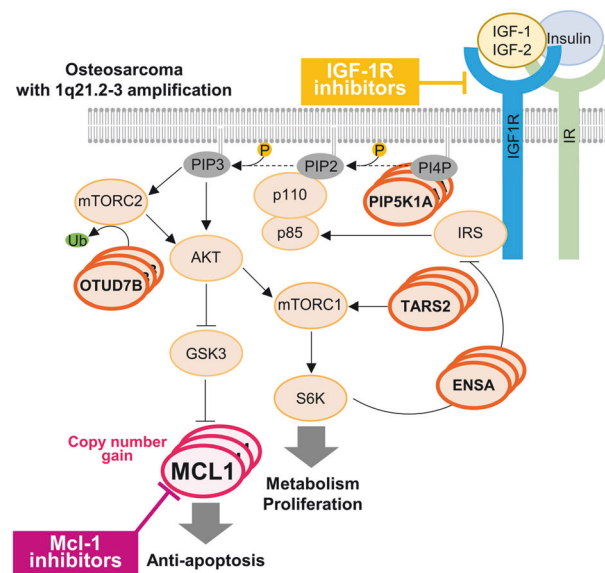 IGF-1
IGF-2
Insulin
IGF-1R
inhibitors
Osteosarcoma
with 1q21.2-3 amplification
IGF1R
IR
PIP3
P
PIP2
P
PI4P
PIP5K1A
p110
p85
IRS
mTORC2
Ub
OTUD7B
AKT
mTORC1
TARS2
GSK3
S6K
ENSA
Copy number
gain
MCL1
Metabolism
Proliferation
Mcl-1
inhibitors
Anti-apoptosis